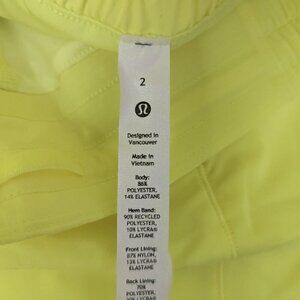 2
Designed in
Vancouver
Made in
Vietnam
Body:
86%
POLYESTER,
14% ELASTANE
Hem Band:
90% RECYCLED
POLYESTER,
10% LYCRA®
ELASTANE
Front Lining:
87% NYLON,
13% LYCRA®
ELASTANE
Back Lining:
POLYESTER,